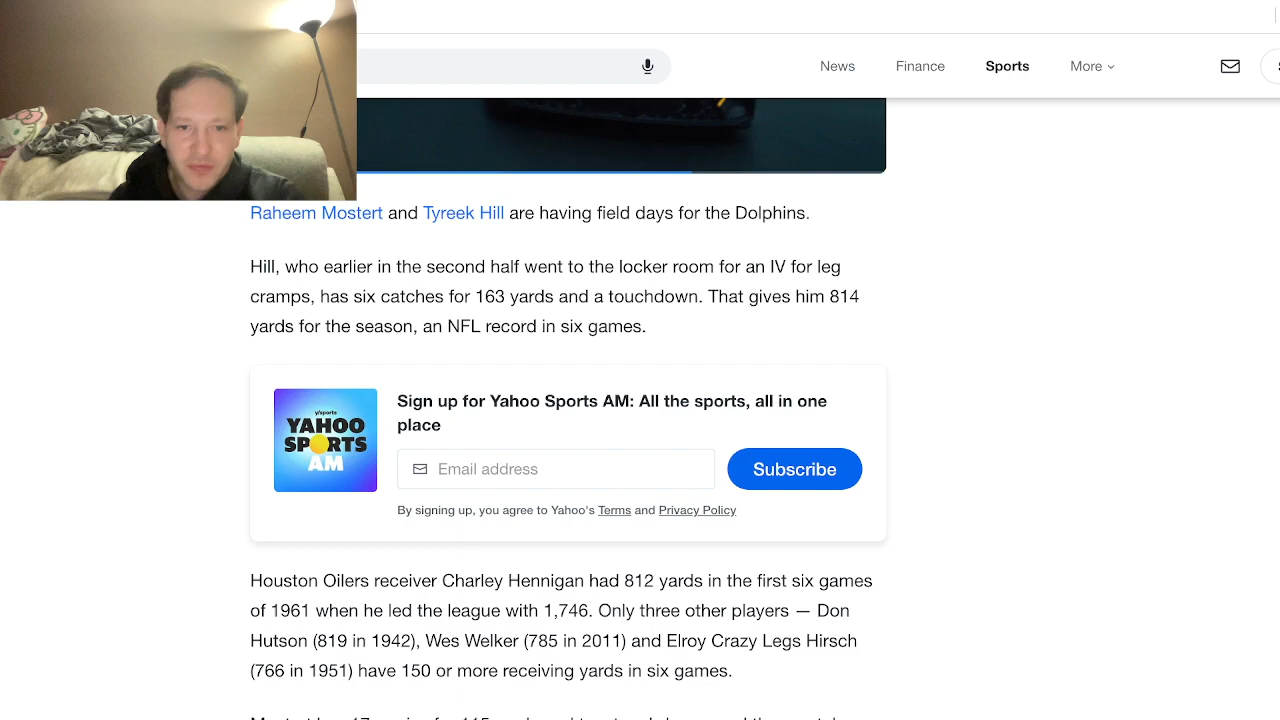 News Finance Sports More
Raheem Mostert and Tyreek Hill are having field days for the Dolphins.
Hill, who earlier in the second half went to the locker room for an IV for leg
cramps, has six catches for 163 yards and a touchdown. That gives him 814
yards for the season, an NFL record in six games.
y/sports
YAHOO
SPORTS
AM
Sign up for Yahoo Sports AM: All the sports, all in one
place
Email address
Subscribe
By signing up, you agree to Yahoo's Terms and Privacy Policy
Houston Oilers receiver Charley Hennigan had 812 yards in the first six games
of 1961 when he led the league with 1,746. Only three other players — Don
Hutson (819 in 1942), Wes Welker (785 in 2011) and Elroy Crazy Legs Hirsch
(766 in 1951) have 150 or more receiving yards in six games.